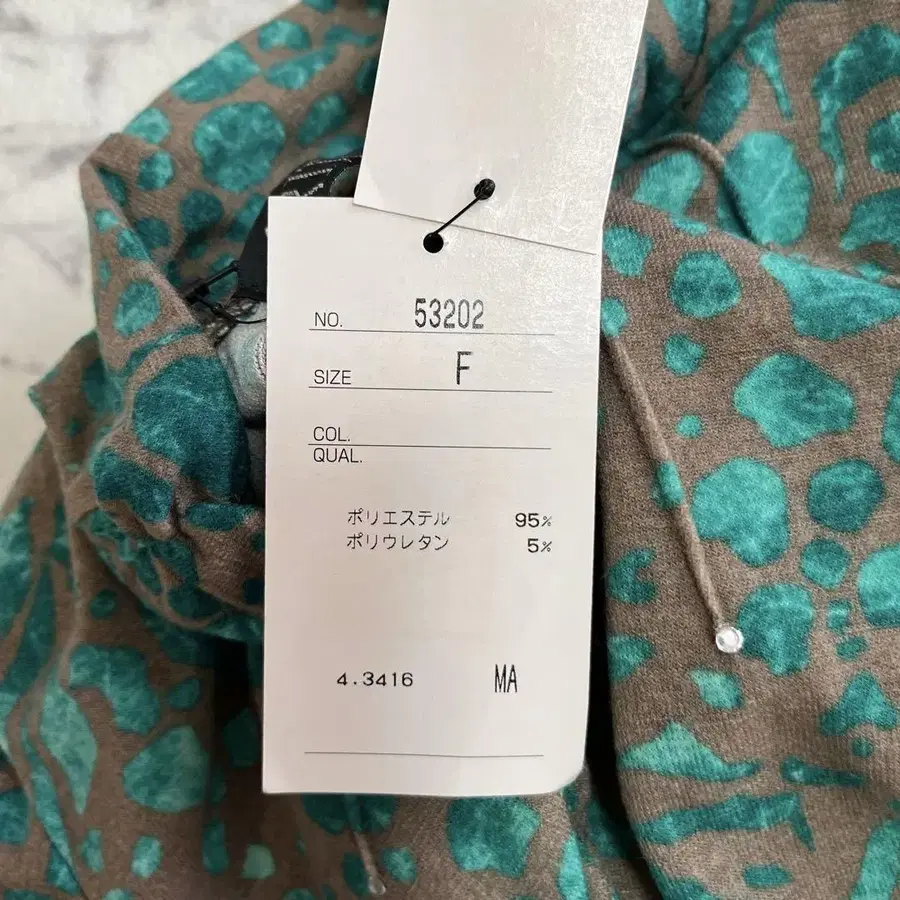 NO. 53202
SIZE F
COL.
QUAL.
ポリエステル 95%
ポリウレタン 5%
4.3416 MA